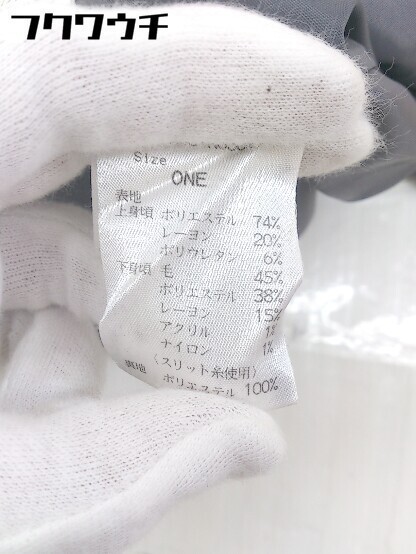 フクワウチ
Size
ONE
表地
上身頃 ポリエステル 74%
レーヨン 20%
ポリウレタン 6%
下身頃 毛 45%
ポリエステル 38%
レーヨン 15%
アクリル 1%
ナイロン 1%
裏地 (スリット糸使用)
ポリエステル 100%